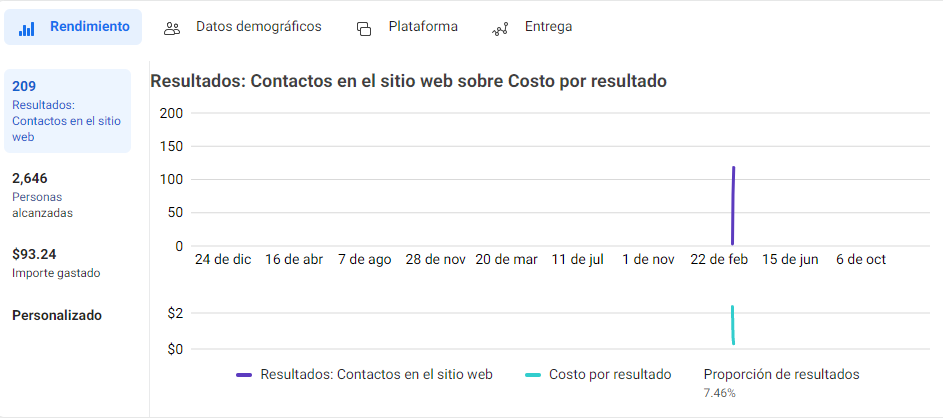 Rendimiento
Datos demográficos
Plataforma
Entrega
209
Resultados:
Contactos en el sitio
web
2,646
Personas
alcanzadas
$93.24
Importe gastado
Personalizado
Resultados: Contactos en el sitio web sobre Costo por resultado
200
150
100
50
0
24 de dic 16 de abr 7 de ago 28 de nov 20 de mar 11 de jul 1 de nov 22 de feb 15 de jun 6 de oct
$2
$0
Resultados: Contactos en el sitio web
Costo por resultado
Proporción de resultados
7.46%